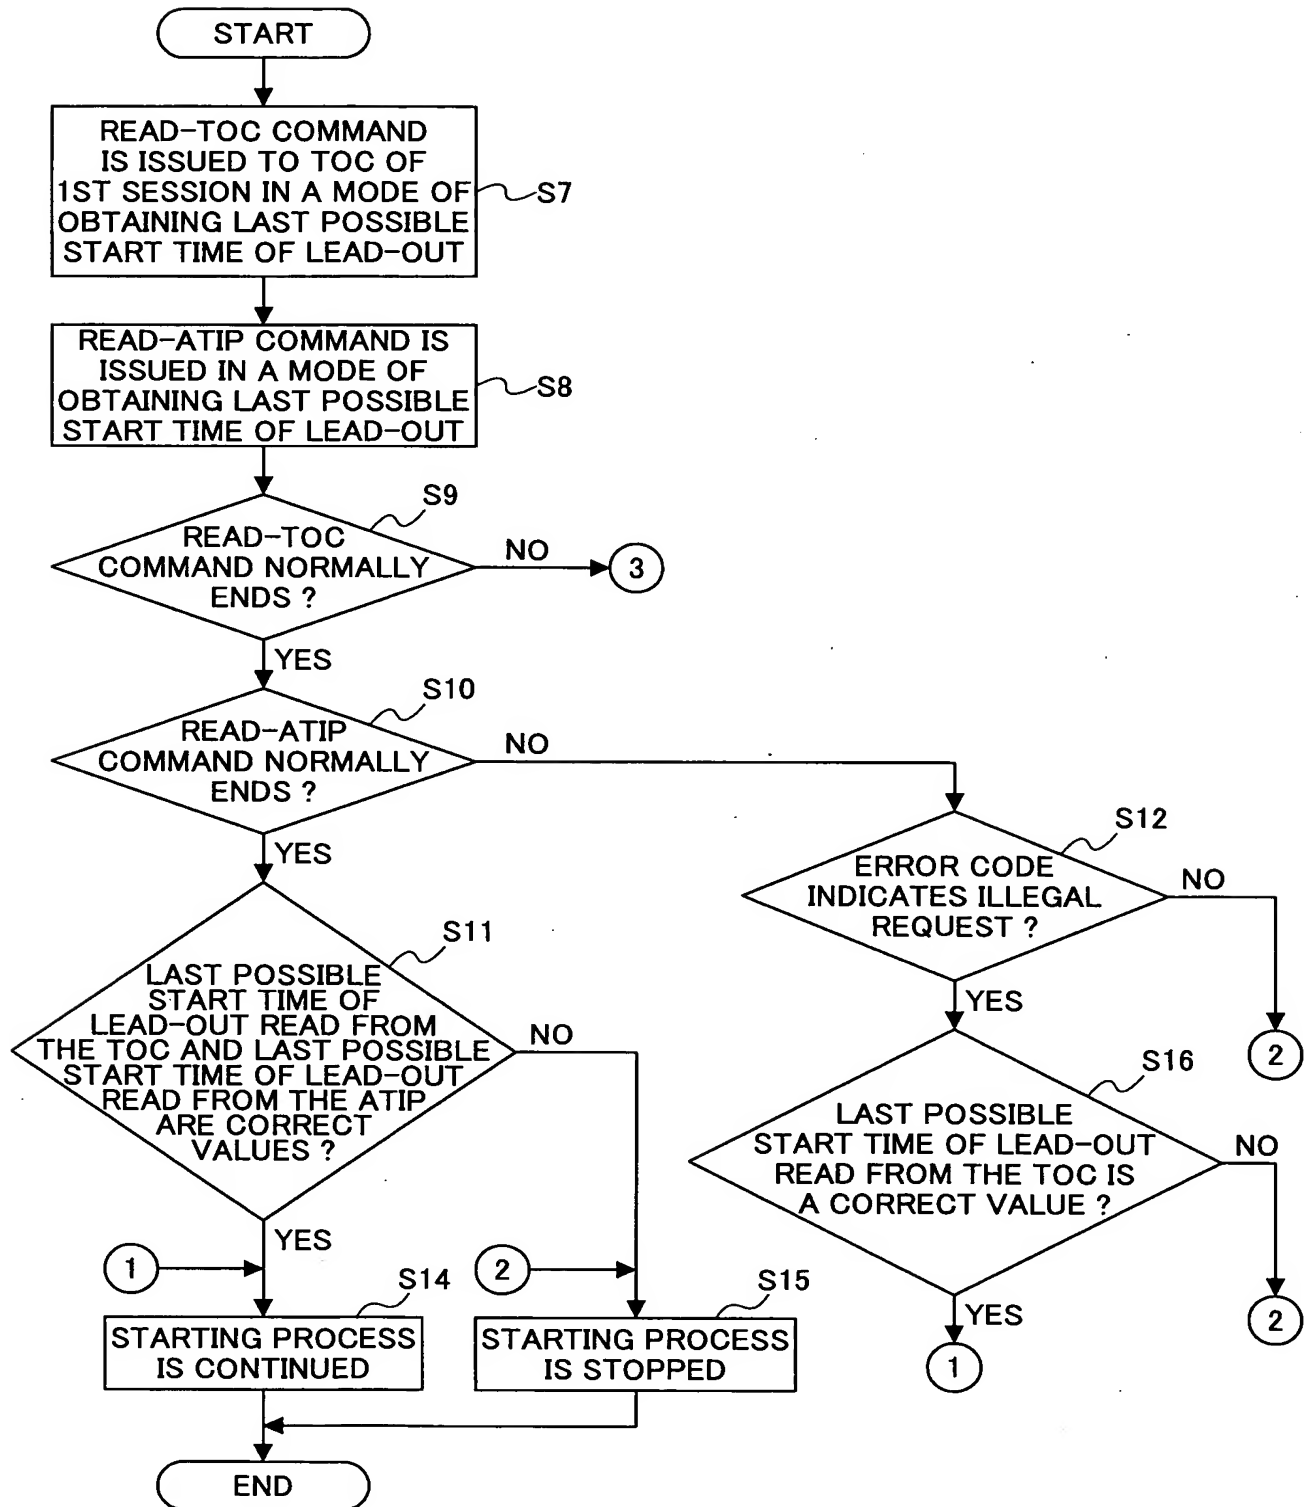 START
READ-TOC COMMAND
IS ISSUED TO TOC OF
1ST SESSION IN A MODE OF
OBTAINING LAST POSSIBLE
START TIME OF LEAD-OUT
S7
READ-ATIP COMMAND IS
ISSUED IN A MODE OF
OBTAINING LAST POSSIBLE
START TIME OF LEAD-OUT
S8
S9
READ-TOC
COMMAND NORMALLY
ENDS ?
NO
3
YES
S10
READ-ATIP
COMMAND NORMALLY
ENDS ?
NO
YES
S12
ERROR CODE
INDICATES ILLEGAL
REQUEST ?
NO
2
YES
S11
LAST POSSIBLE
START TIME OF
LEAD-OUT READ FROM
THE TOC AND LAST POSSIBLE
START TIME OF LEAD-OUT
READ FROM THE ATIP
ARE CORRECT
VALUES ?
NO
YES
S16
LAST POSSIBLE
START TIME OF LEAD-OUT
READ FROM THE TOC IS
A CORRECT VALUE ?
NO
2
YES
1
1
2
S14
STARTING PROCESS
IS CONTINUED
S15
STARTING PROCESS
IS STOPPED
END